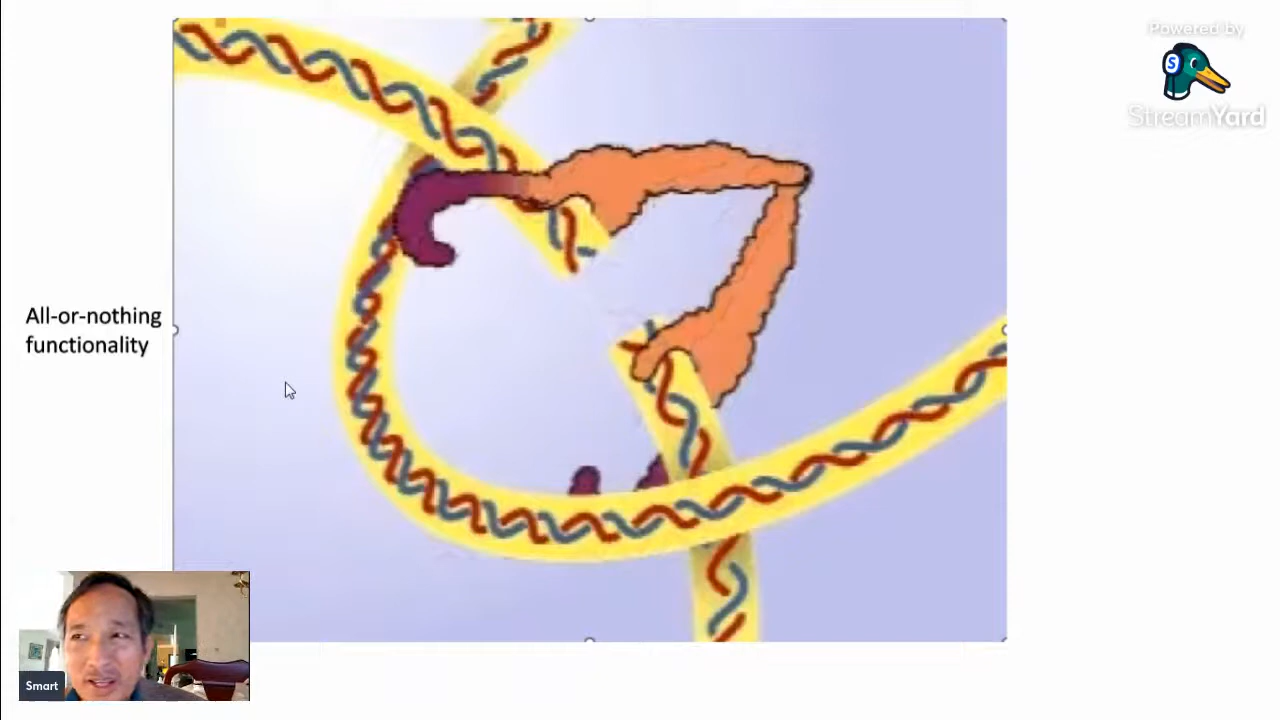 Powered by
StreamYard
All-or-nothing
functionality
Smart